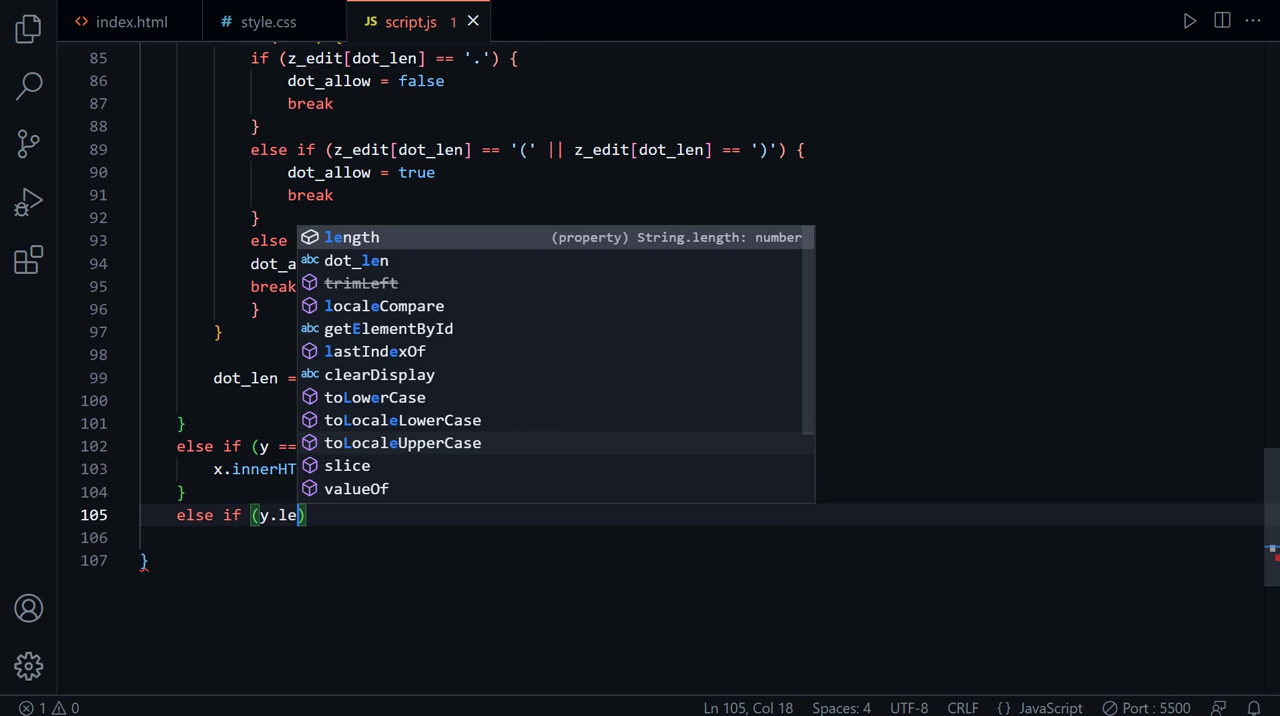 index.html style.css JS script.js 1
85 if (z_edit[dot_len] == '.') {
86 dot_allow = false
87 break
88 }
89 else if (z_edit[dot_len] == '(' || z_edit[dot_len] == ')') {
90 dot_allow = true
91 break
92 }
93 else
94 dot_a
95 break
96 }
97 }
98
99 dot_len =
100
101 }
102 else if (y ==
103 x.innerHT
104 }
105 else if (y.le)
106
107 }
length (property) String.length: number
abc dot_len
trimLeft
localeCompare
abc getElementById
lastIndexOf
abc clearDisplay
toLowerCase
toLocaleLowerCase
toLocaleUpperCase
slice
valueOf
1 0 Ln 105, Col 18 Spaces: 4 UTF-8 CRLF {} JavaScript Port : 5500